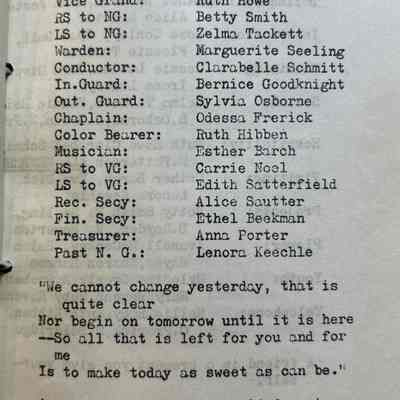 Vice Grand: Ruth Howe
RS to NG: Betty Smith
LS to NG: Zelma Tackett
Warden: Marguerite Seeling
Conductor: Clarabelle Schmitt
In.Guard: Bernice Goodknight
Out. Guard: Sylvia Osborne
Chaplain: Odessa Frerick
Color Bearer: Ruth Hibben
Musician: Esther Barch
RS to VG: Carrie Noel
LS to VG: Edith Satterfield
Rec. Secy: Alice Sautter
Fin. Secy: Ethel Beekman
Treasurer: Anna Porter
Past N. G.: Lenora Keechle
"We cannot change yesterday, that is
quite clear
Nor begin on tomorrow until it is here
--So all that is left for you and for
me
Is to make today as sweet as can be."